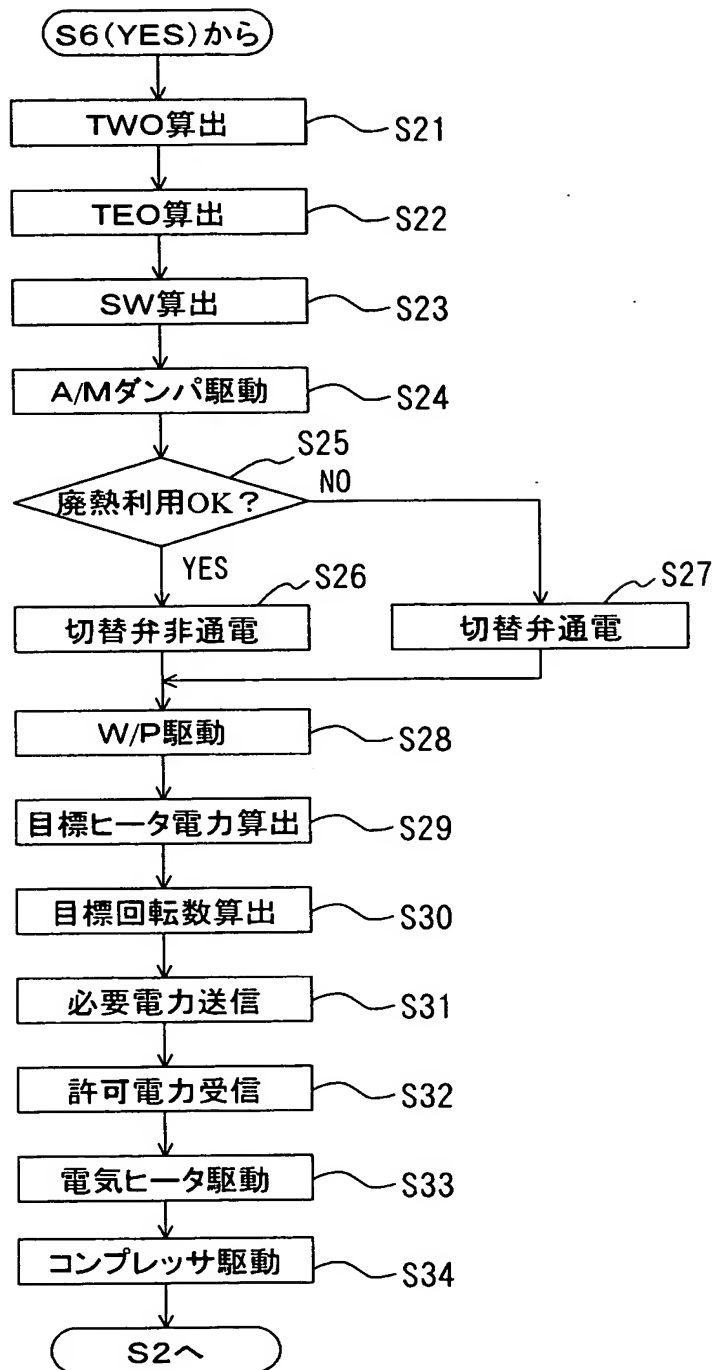 S6(YES)から
TWO算出
S21
TEO算出
S22
SW算出
S23
A/Mダンパ駆動
S24
S25
廃熱利用OK？
NO
YES
S26
切替弁非通電
S27
切替弁通電
W/P駆動
S28
目標ヒータ電力算出
S29
目標回転数算出
S30
必要電力送信
S31
許可電力受信
S32
電気ヒータ駆動
S33
コンプレッサ駆動
S34
S2へ